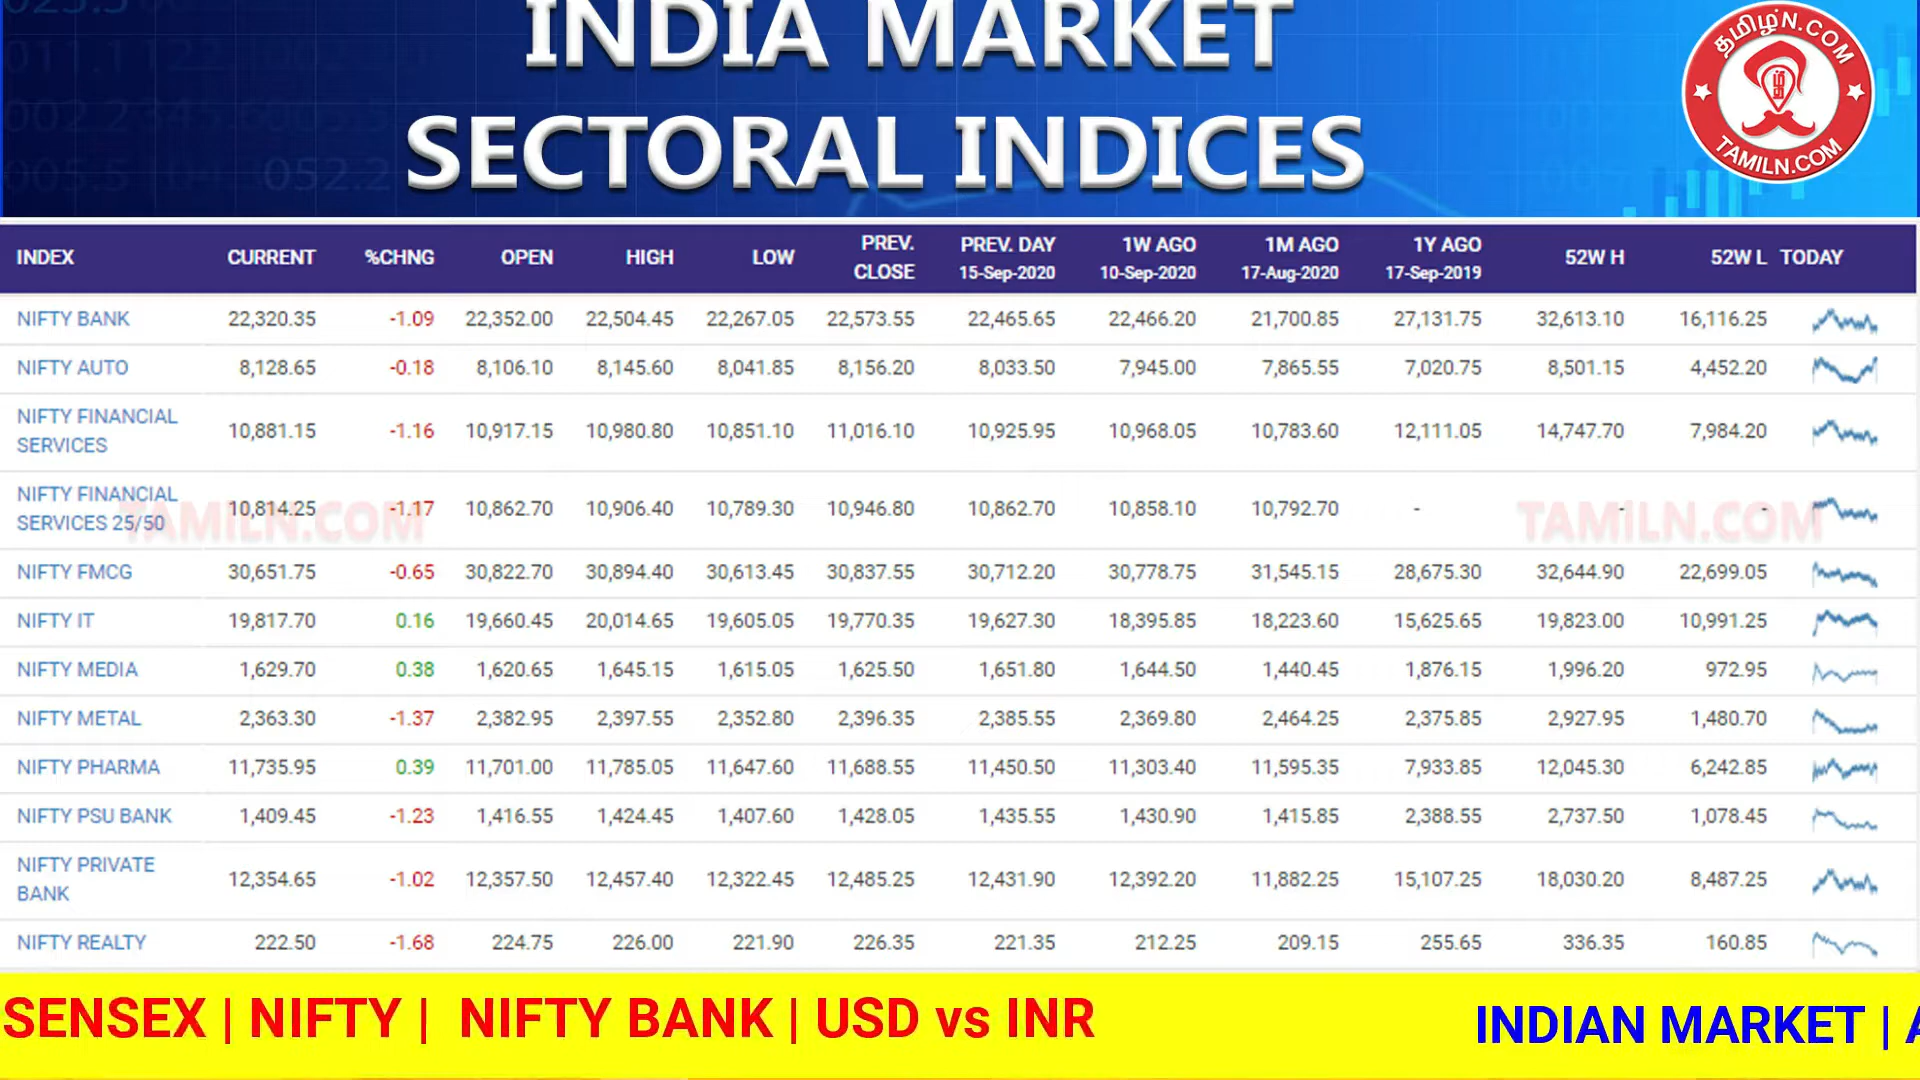 INDIA MARKET
SECTORAL INDICES
தமிழ்N.COM
TAMILN.COM
INDEX CURRENT %CHNG OPEN HIGH LOW PREV. CLOSE PREV. DAY 15-Sep-2020 1W AGO 10-Sep-2020 1M AGO 17-Aug-2020 1Y AGO 17-Sep-2019 52W H 52W L TODAY
NIFTY BANK 22,320.35 -1.09 22,352.00 22,504.45 22,267.05 22,573.55 22,465.65 22,466.20 21,700.85 27,131.75 32,613.10 16,116.25
NIFTY AUTO 8,128.65 -0.18 8,106.10 8,145.60 8,041.85 8,156.20 8,033.50 7,945.00 7,865.55 7,020.75 8,501.15 4,452.20
NIFTY FINANCIAL SERVICES 10,881.15 -1.16 10,917.15 10,980.80 10,851.10 11,016.10 10,925.95 10,968.05 10,783.60 12,111.05 14,747.70 7,984.20
NIFTY FINANCIAL SERVICES 25/50 10,814.25 -1.17 10,862.70 10,906.40 10,789.30 10,946.80 10,862.70 10,858.10 10,792.70 - - -
TAMILN.COM TAMILN.COM
NIFTY FMCG 30,651.75 -0.65 30,822.70 30,894.40 30,613.45 30,837.55 30,712.20 30,778.75 31,545.15 28,675.30 32,644.90 22,699.05
NIFTY IT 19,817.70 0.16 19,660.45 20,014.65 19,605.05 19,770.35 19,627.30 18,395.85 18,223.60 15,625.65 19,823.00 10,991.25
NIFTY MEDIA 1,629.70 0.38 1,620.65 1,645.15 1,615.05 1,625.50 1,651.80 1,644.50 1,440.45 1,876.15 1,996.20 972.95
NIFTY METAL 2,363.30 -1.37 2,382.95 2,397.55 2,352.80 2,396.35 2,385.55 2,369.80 2,464.25 2,375.85 2,927.95 1,480.70
NIFTY PHARMA 11,735.95 0.39 11,701.00 11,785.05 11,647.60 11,688.55 11,450.50 11,303.40 11,595.35 7,933.85 12,045.30 6,242.85
NIFTY PSU BANK 1,409.45 -1.23 1,416.55 1,424.45 1,407.60 1,428.05 1,435.55 1,430.90 1,415.85 2,388.55 2,737.50 1,078.45
NIFTY PRIVATE BANK 12,354.65 -1.02 12,357.50 12,457.40 12,322.45 12,485.25 12,431.90 12,392.20 11,882.25 15,107.25 18,030.20 8,487.25
NIFTY REALTY 222.50 -1.68 224.75 226.00 221.90 226.35 221.35 212.25 209.15 255.65 336.35 160.85
SENSEX | NIFTY | NIFTY BANK | USD vs INR INDIAN MARKET |